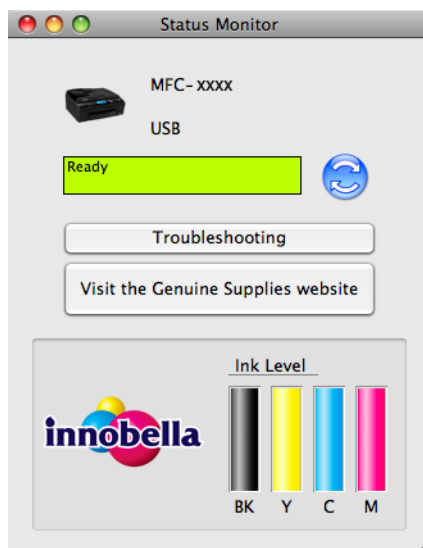 Status Monitor
MFC-xxxx
USB
Ready
Troubleshooting
Visit the Genuine Supplies website
Ink Level
innobella
BK Y C M